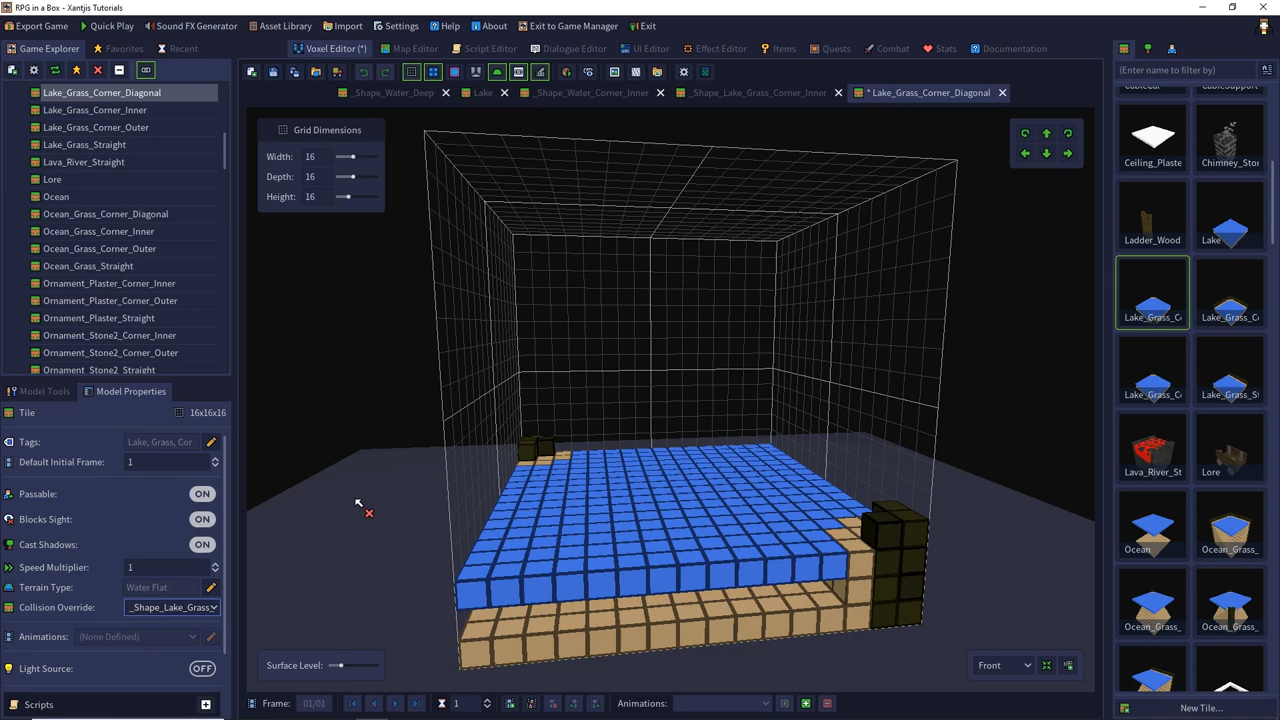 RPG in a Box - Xantjis Tutorials
Export Game Quick Play Sound FX Generator Asset Library Import Settings Help About Exit to Game Manager Exit
Game Explorer Favorites Recent Voxel Editor (*) Map Editor Script Editor Dialogue Editor UI Editor Effect Editor Items Quests Combat Stats Documentation
(Enter name to filter by)
_Shape_Water_Deep Lake _Shape_Water_Corner_Inner _Shape_Lake_Grass_Corner_Inner * Lake_Grass_Corner_Diagonal
Lake_Grass_Corner_Diagonal
Lake_Grass_Corner_Inner
Lake_Grass_Corner_Outer
Lake_Grass_Straight
Lava_River_Straight
Lore
Ocean
Ocean_Grass_Corner_Diagonal
Ocean_Grass_Corner_Inner
Ocean_Grass_Corner_Outer
Ocean_Grass_Straight
Ornament_Plaster_Corner_Inner
Ornament_Plaster_Corner_Outer
Ornament_Plaster_Straight
Ornament_Stone2_Corner_Inner
Ornament_Stone2_Corner_Outer
Ornament_Stone2_Straight
Model Tools Model Properties
Tile 16x16x16
Tags: Lake, Grass, Cor
Default Initial Frame: 1
Passable: ON
Blocks Sight: ON
Cast Shadows: ON
Speed Multiplier: 1
Terrain Type: Water Flat
Collision Override: _Shape_Lake_Grass
Animations: (None Defined)
Light Source: OFF
Scripts
Grid Dimensions
Width: 16
Depth: 16
Height: 16
Surface Level:
Front
Frame: 01/01 1 Animations:
CableCar CableSupport
Ceiling_Plaste Chimney_Stor
Ladder_Wood Lake
Lake_Grass_Co Lake_Grass_Co
Lake_Grass_Co Lake_Grass_St
Lava_River_St Lore
Ocean Ocean_Grass_
Ocean_Grass_ Ocean_Grass_
New Tile...